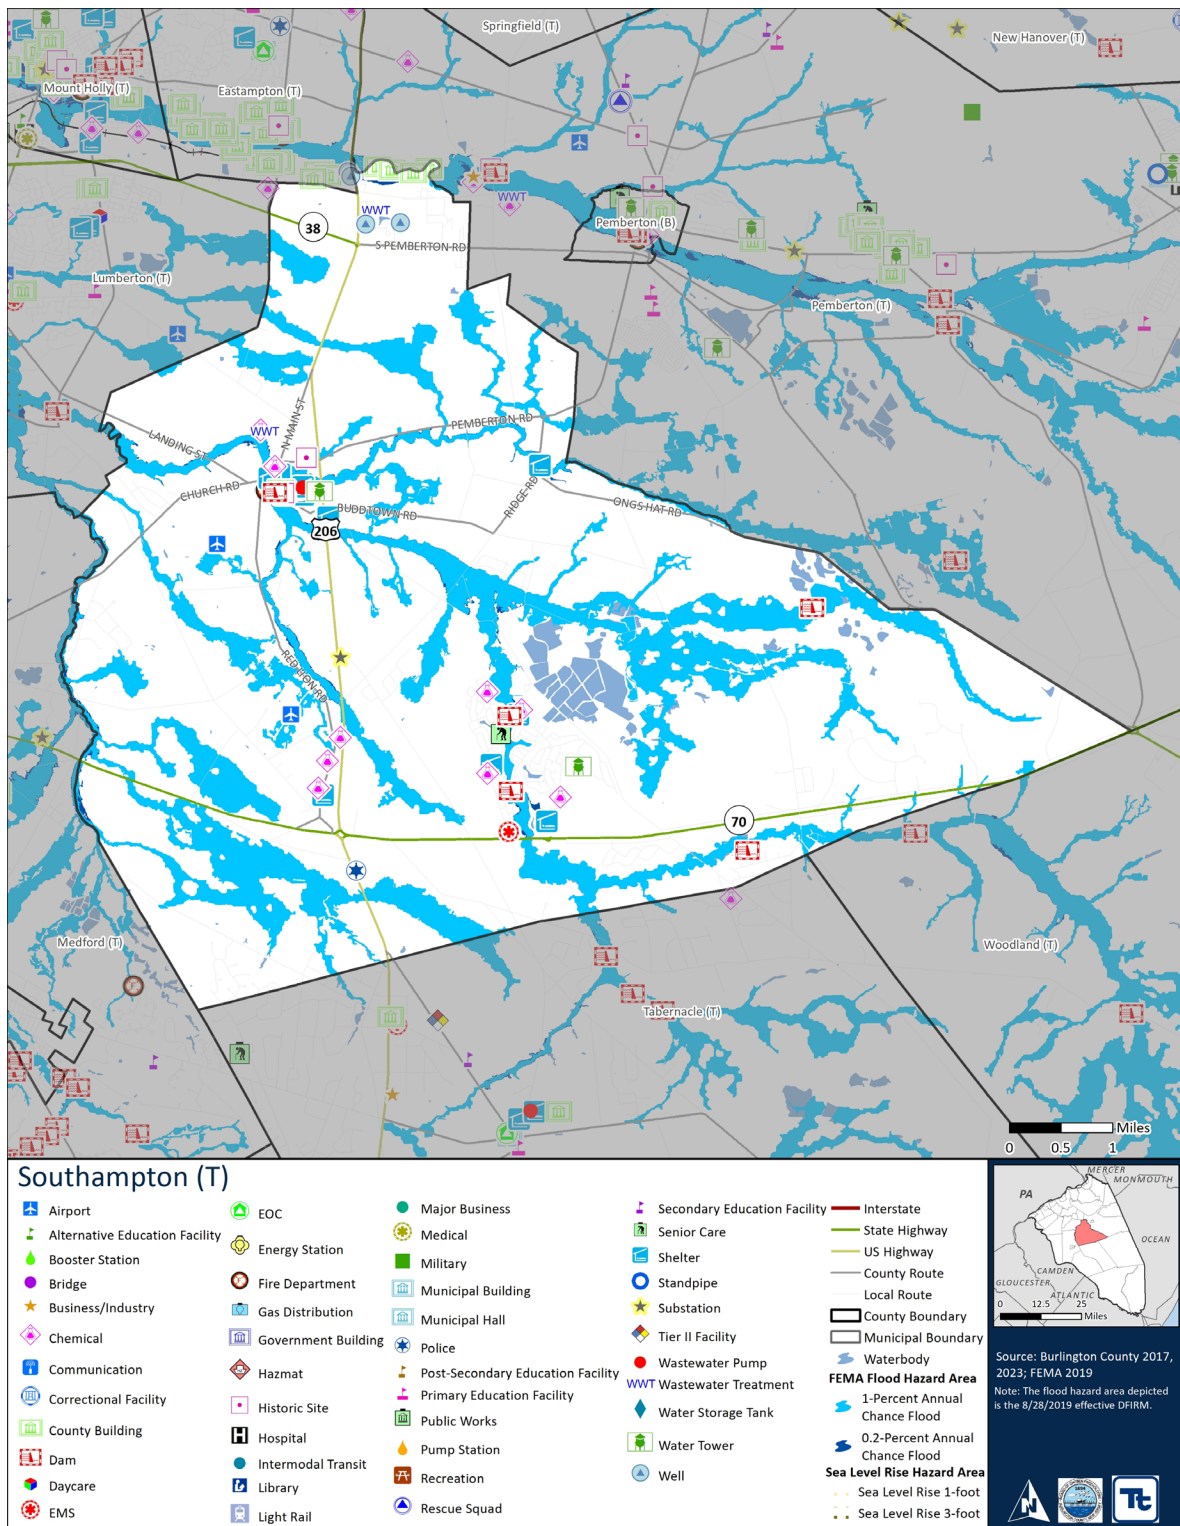 Springfield (T)
New Hanover (T)
Mount Holly (T)
Eastampton (T)
WWT
WWT
38
S PEMBERTON RD
Pemberton (B)
Lumberton (T)
Pemberton (T)
N MAIN ST
PEMBERTON RD
WWT
LANDING ST
CHURCH RD
RIDGE RD
ONGS HAT RD
BUDDTOWN RD
206
RED LION RD
70
Medford (T)
Woodland (T)
Tabernacle (T)
Miles
0 0.5 1
Southampton (T)
Airport
Alternative Education Facility
Booster Station
Bridge
Business/Industry
Chemical
Communication
Correctional Facility
County Building
Dam
Daycare
EMS
EOC
Energy Station
Fire Department
Gas Distribution
Government Building
Hazmat
Historic Site
Hospital
Intermodal Transit
Library
Light Rail
Major Business
Medical
Military
Municipal Building
Municipal Hall
Police
Post-Secondary Education Facility
Primary Education Facility
Public Works
Pump Station
Recreation
Rescue Squad
Secondary Education Facility
Senior Care
Shelter
Standpipe
Substation
Tier II Facility
Wastewater Pump
WWT Wastewater Treatment
Water Storage Tank
Water Tower
Well
Interstate
State Highway
US Highway
County Route
Local Route
County Boundary
Municipal Boundary
Waterbody
FEMA Flood Hazard Area
1-Percent Annual
Chance Flood
0.2-Percent Annual
Chance Flood
Sea Level Rise Hazard Area
Sea Level Rise 1-foot
Sea Level Rise 3-foot
MERCER
MONMOUTH
PA
OCEAN
CAMDEN
GLOUCESTER
ATLANTIC
0 12.5 25
Miles
Source: Burlington County 2017,
2023; FEMA 2019
Note: The flood hazard area depicted
is the 8/28/2019 effective DFIRM.
N
Tt